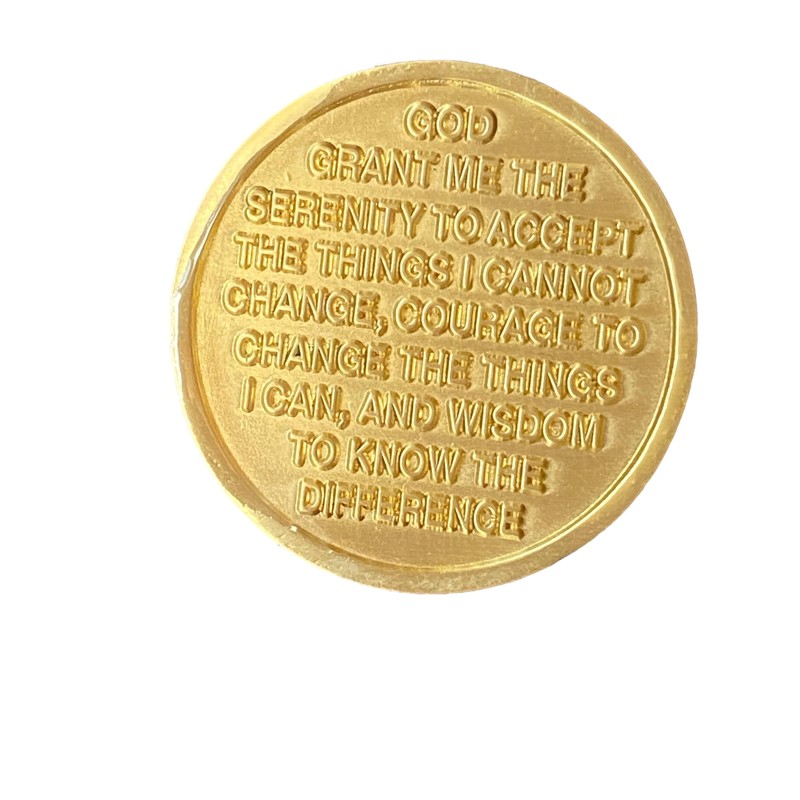 GOD
GRANT ME THE
SERENITY TO ACCEPT
THE THINGS I CANNOT
CHANGE, COURAGE TO
CHANGE THE THINGS
I CAN, AND WISDOM
TO KNOW THE
DIFFERENCE